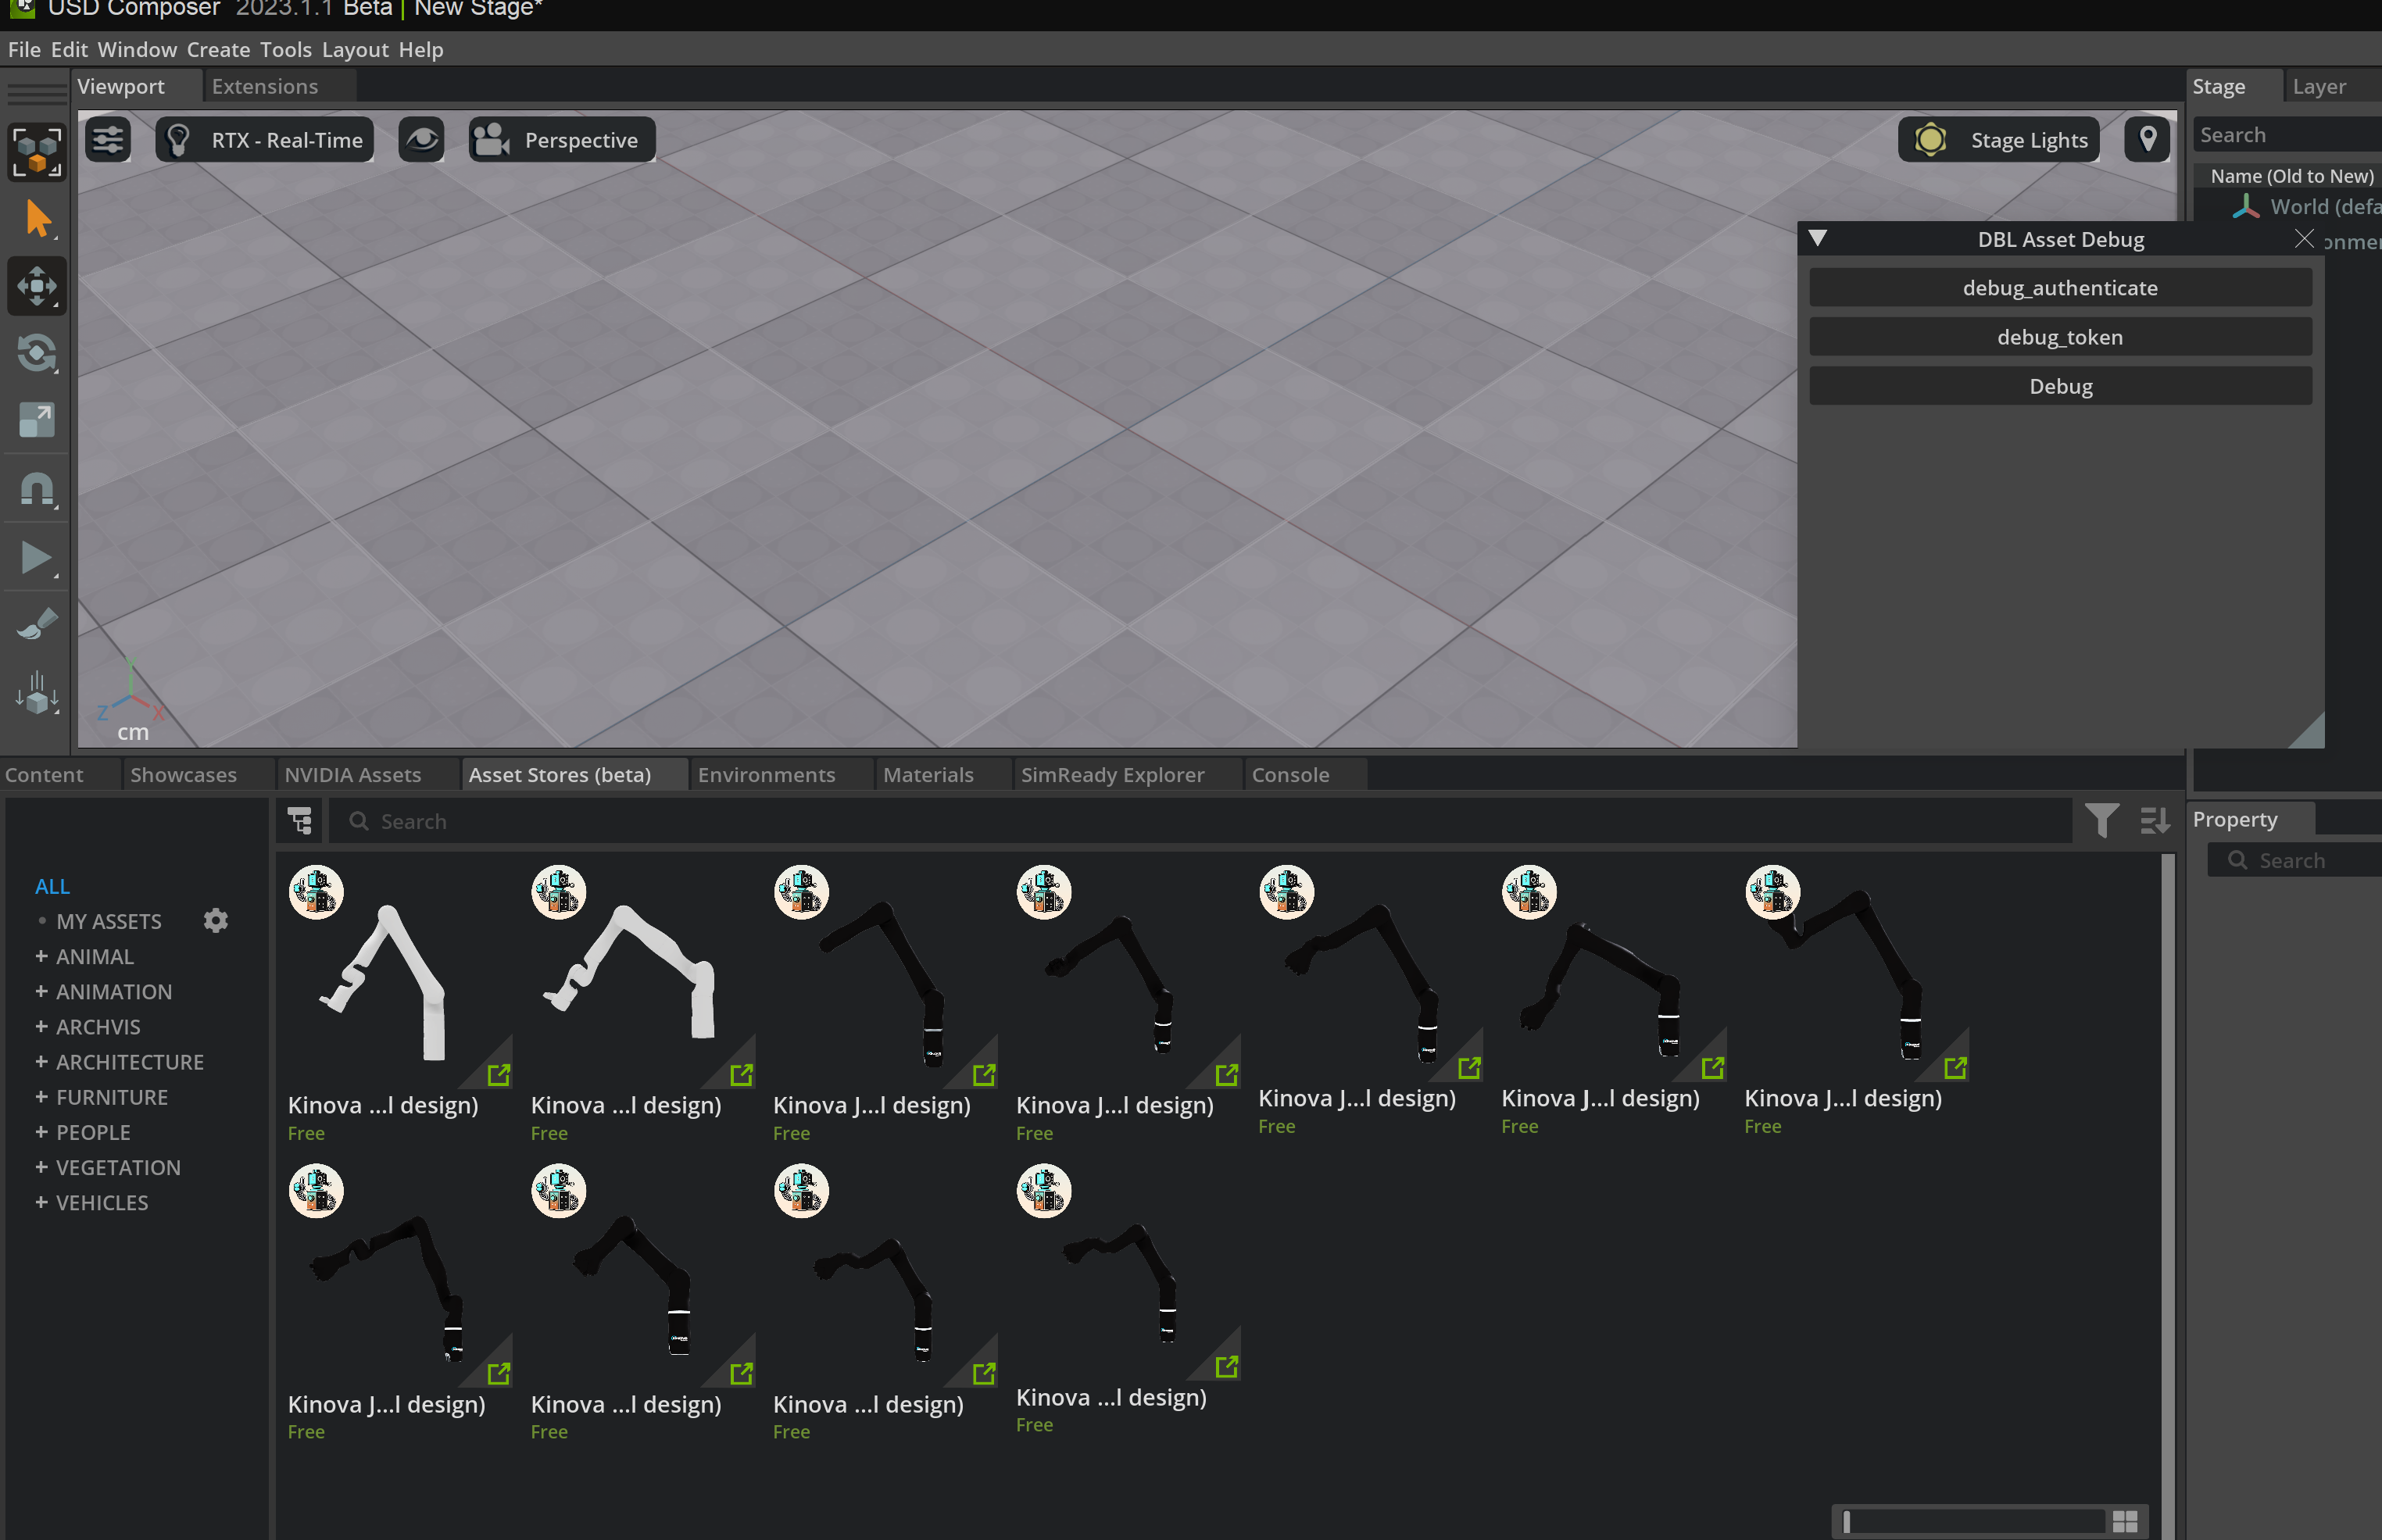 USD Composer 2023.1.1 Beta | New Stage*
File Edit Window Create Tools Layout Help
Viewport Extensions
Stage Layer
RTX - Real-Time
Perspective
Stage Lights
Search
Name (Old to New)
World (defa
onmer
DBL Asset Debug
debug_authenticate
debug_token
Debug
Z X
cm
Content Showcases NVIDIA Assets Asset Stores (beta) Environments Materials SimReady Explorer Console
Search
Property
Search
ALL
MY ASSETS
+ ANIMAL
+ ANIMATION
+ ARCHVIS
+ ARCHITECTURE
+ FURNITURE
+ PEOPLE
+ VEGETATION
+ VEHICLES
Kinova ...l design)
Free
Kinova ...l design)
Free
Kinova J...l design)
Free
Kinova J...l design)
Free
Kinova J...l design)
Free
Kinova J...l design)
Free
Kinova J...l design)
Free
Kinova J...l design)
Free
Kinova ...l design)
Free
Kinova ...l design)
Free
Kinova ...l design)
Free